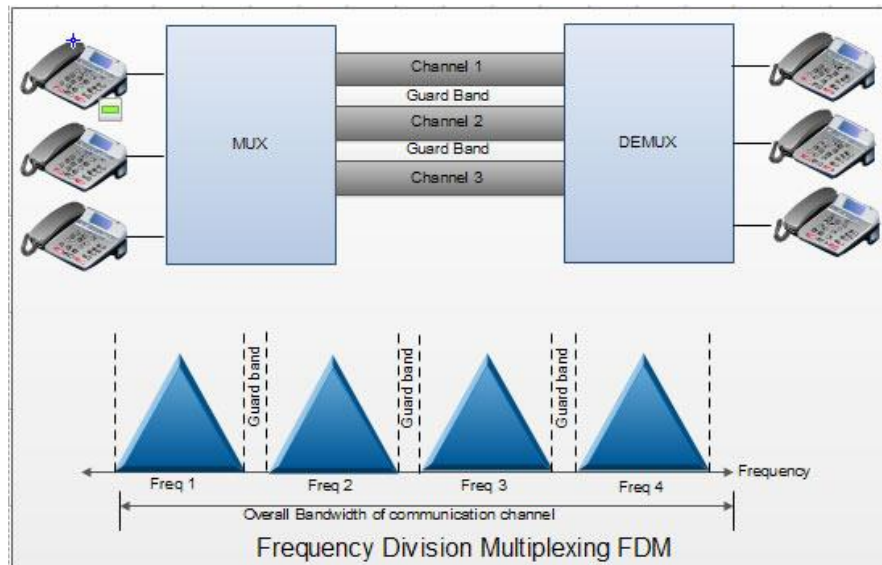 Channel 1
Guard Band
MUX
Channel 2
DEMUX
Guard Band
Channel 3
Guard band
Guard band
Guard band
Frequency
Freq 1
Freq 2
Freq 3
Freq 4
Overall Bandwidth of communication channel
Frequency Division Multiplexing FDM